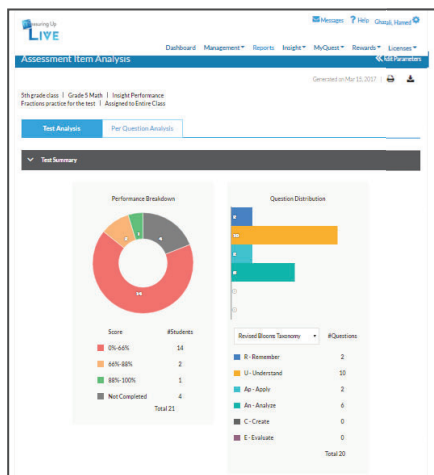 Measuring Up
LIVE
Messages ? Help Ghazali, Hamed
Dashboard Management Reports Insight MyQuest Rewards Licenses
Assessment Item Analysis Edit Parameters
Generated on Mar 15, 2017
5th grade class | Grade 5 Math | Insight Performance
Fractions practice for the test | Assigned to Entire Class
Test Analysis Per Question Analysis
Test Summary
Performance Breakdown
Score #Students
0%-66% 14
66%-88% 2
88%-100% 1
Not Completed 4
Total 21
Question Distribution
Revised Blooms Taxonomy #Questions
R - Remember 2
U - Understand 10
Ap - Apply 2
An - Analyze 6
C - Create 0
E - Evaluate 0
Total 20